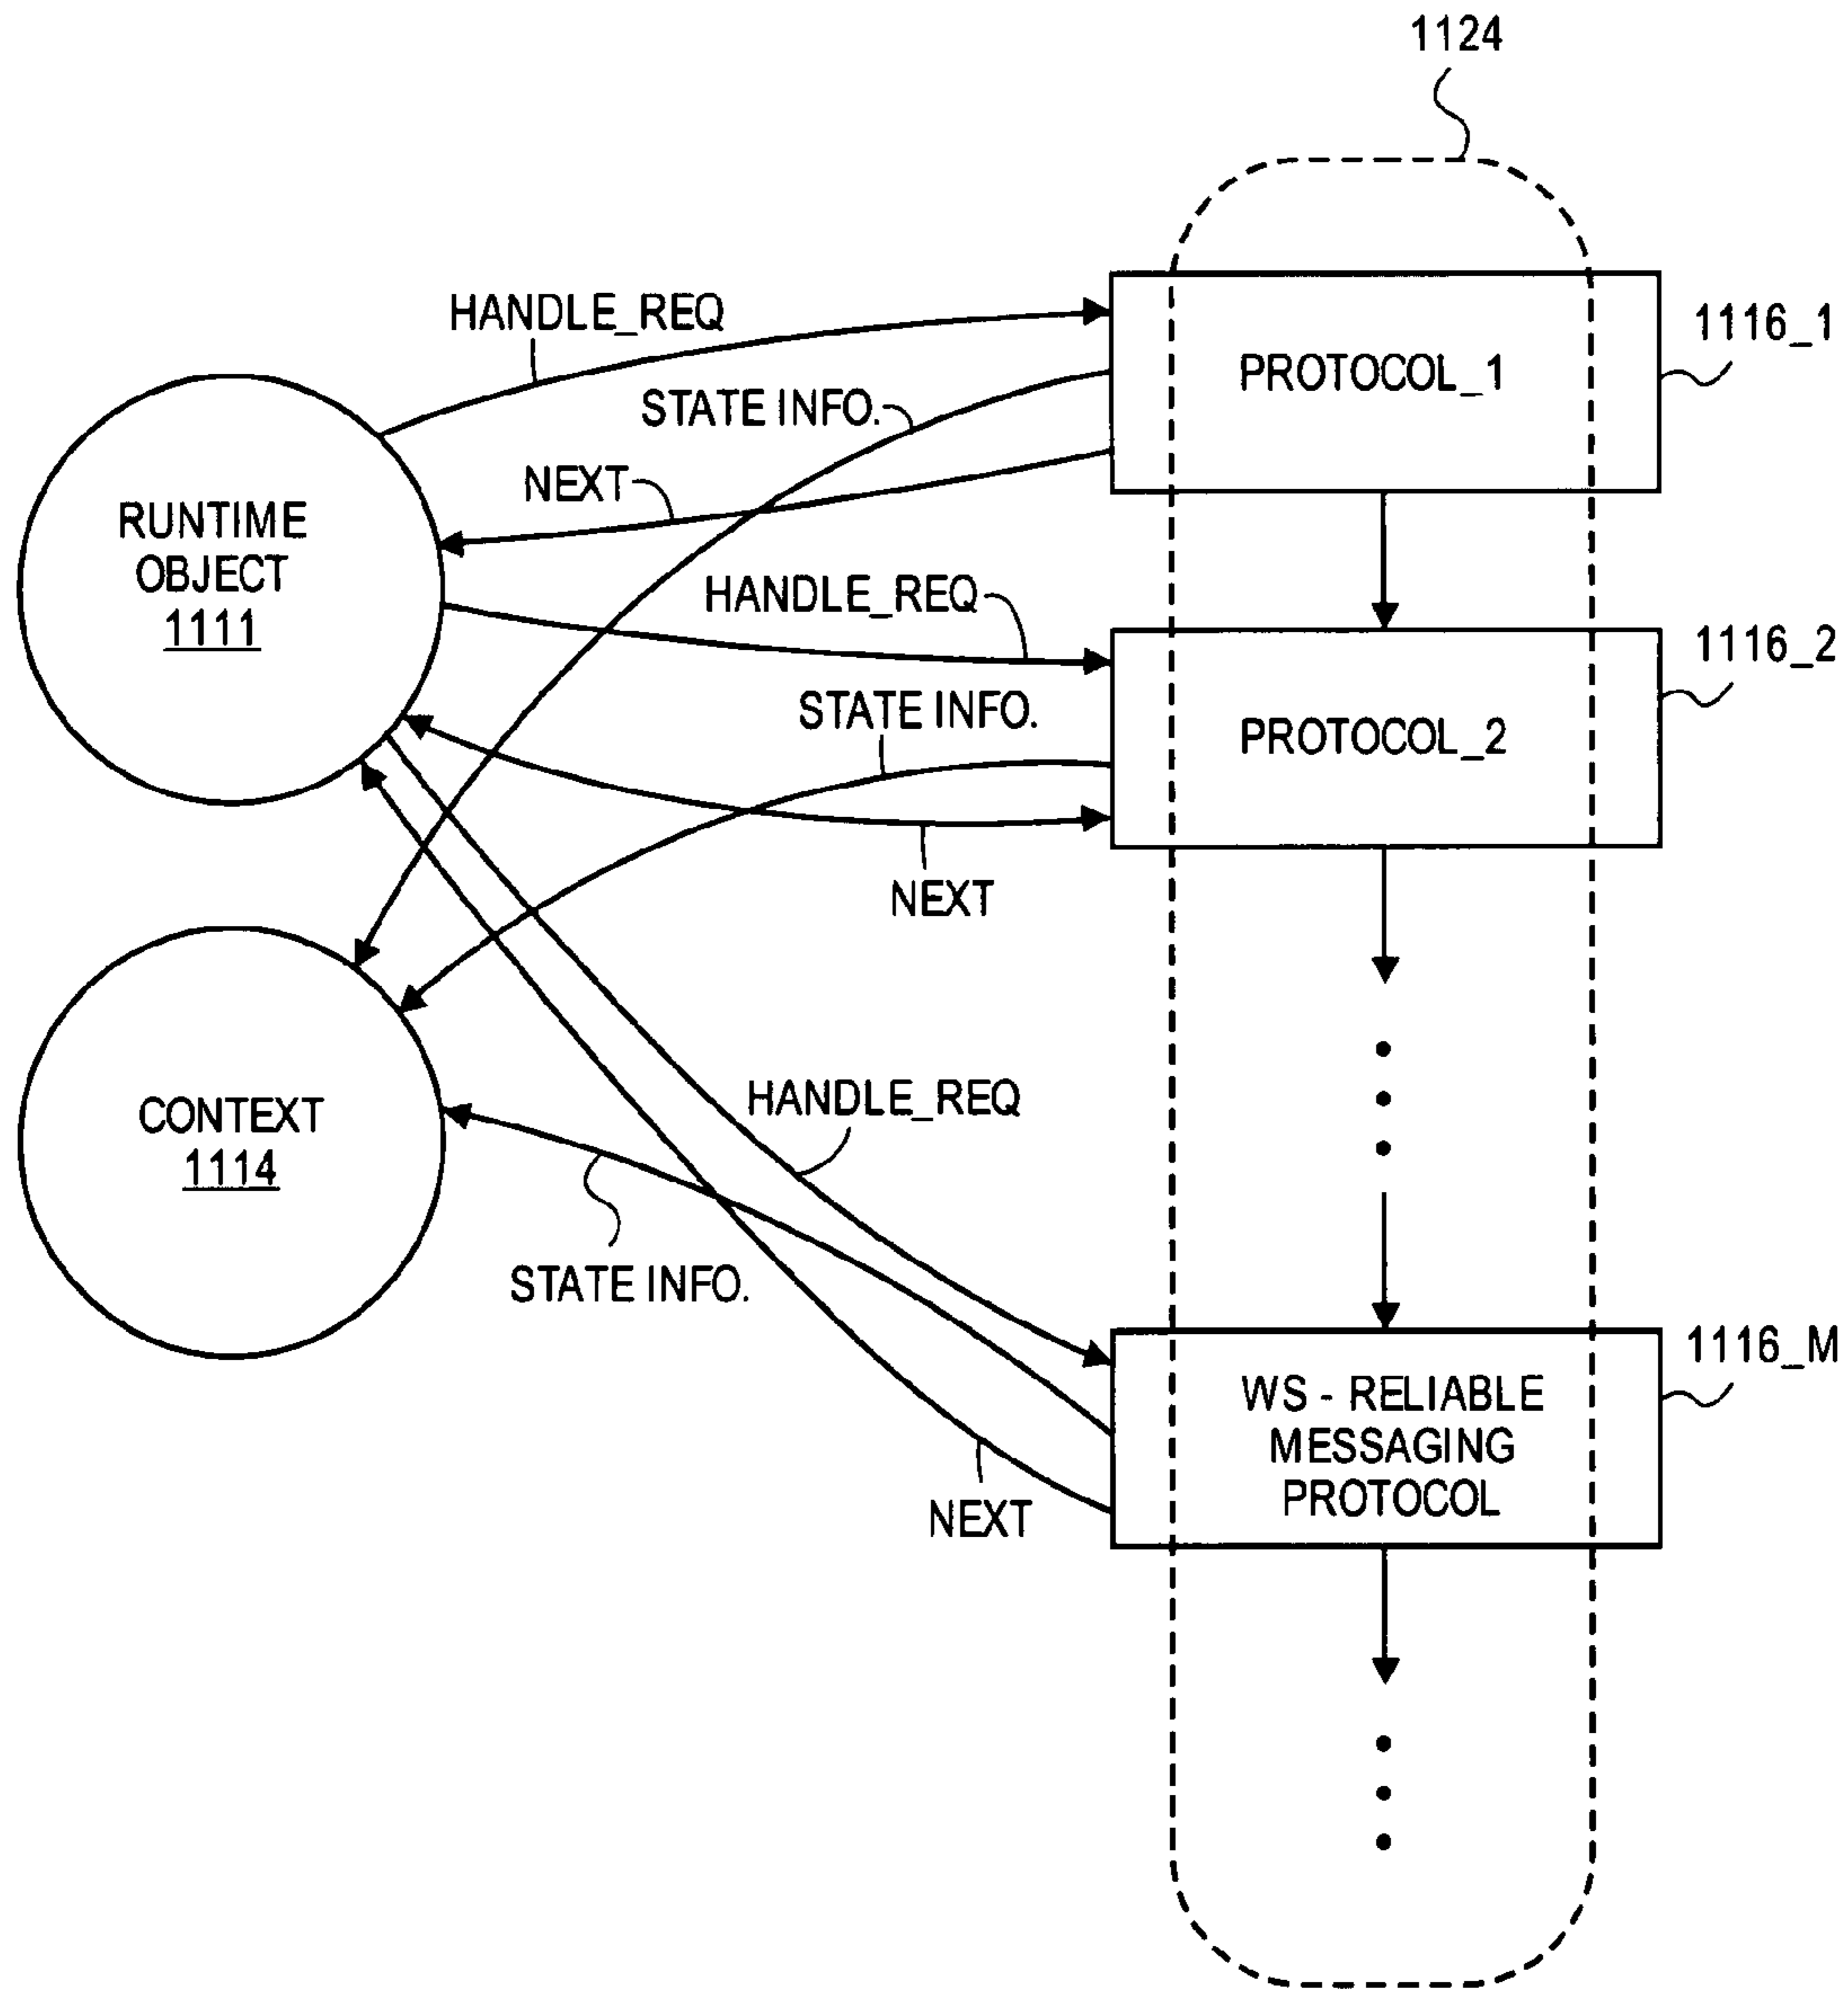 1124
HANDLE_REQ
1116_1
PROTOCOL_1
STATE INFO.
NEXT
RUNTIME
OBJECT
1111
HANDLE_REQ
1116_2
STATE INFO.
PROTOCOL_2
NEXT
CONTEXT
1114
HANDLE_REQ
STATE INFO.
1116_M
WS - RELIABLE
MESSAGING
PROTOCOL
NEXT